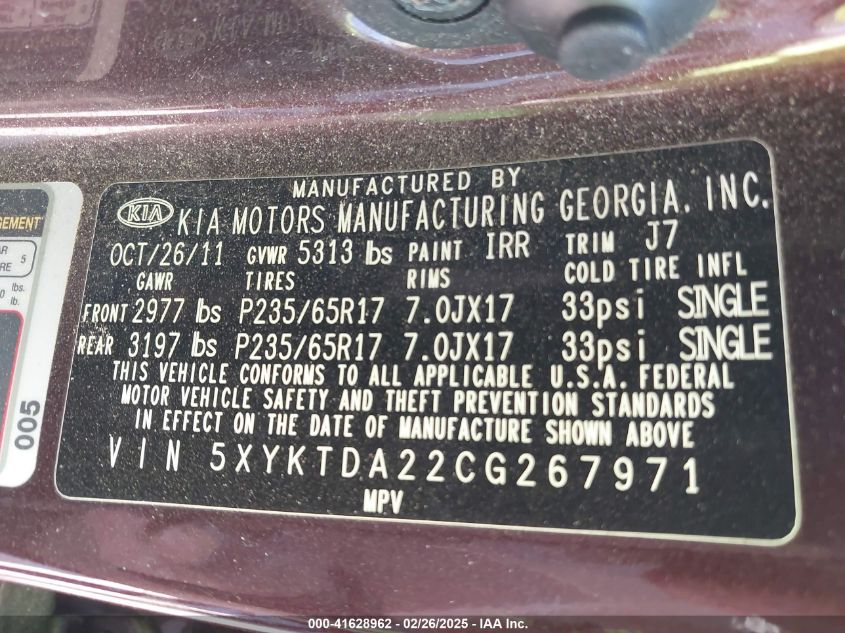 MANUFACTURED BY
KIA KIA MOTORS MANUFACTURING GEORGIA, INC.
OCT/26/11 GVWR 5313 lbs PAINT IRR TRIM J7
GAWR TIRES RIMS COLD TIRE INFL
FRONT 2977 lbs P235/65R17 7.0JX17 33psi SINGLE
REAR 3197 lbs P235/65R17 7.0JX17 33psi SINGLE
THIS VEHICLE CONFORMS TO ALL APPLICABLE U.S.A. FEDERAL
MOTOR VEHICLE SAFETY AND THEFT PREVENTION STANDARDS
IN EFFECT ON THE DATE OF MANUFACTURE SHOWN ABOVE
VIN 5XYKTDA22CG267971
MPV
5
lb.
005
000-41628962 - 02/26/2025 - IAA Inc.